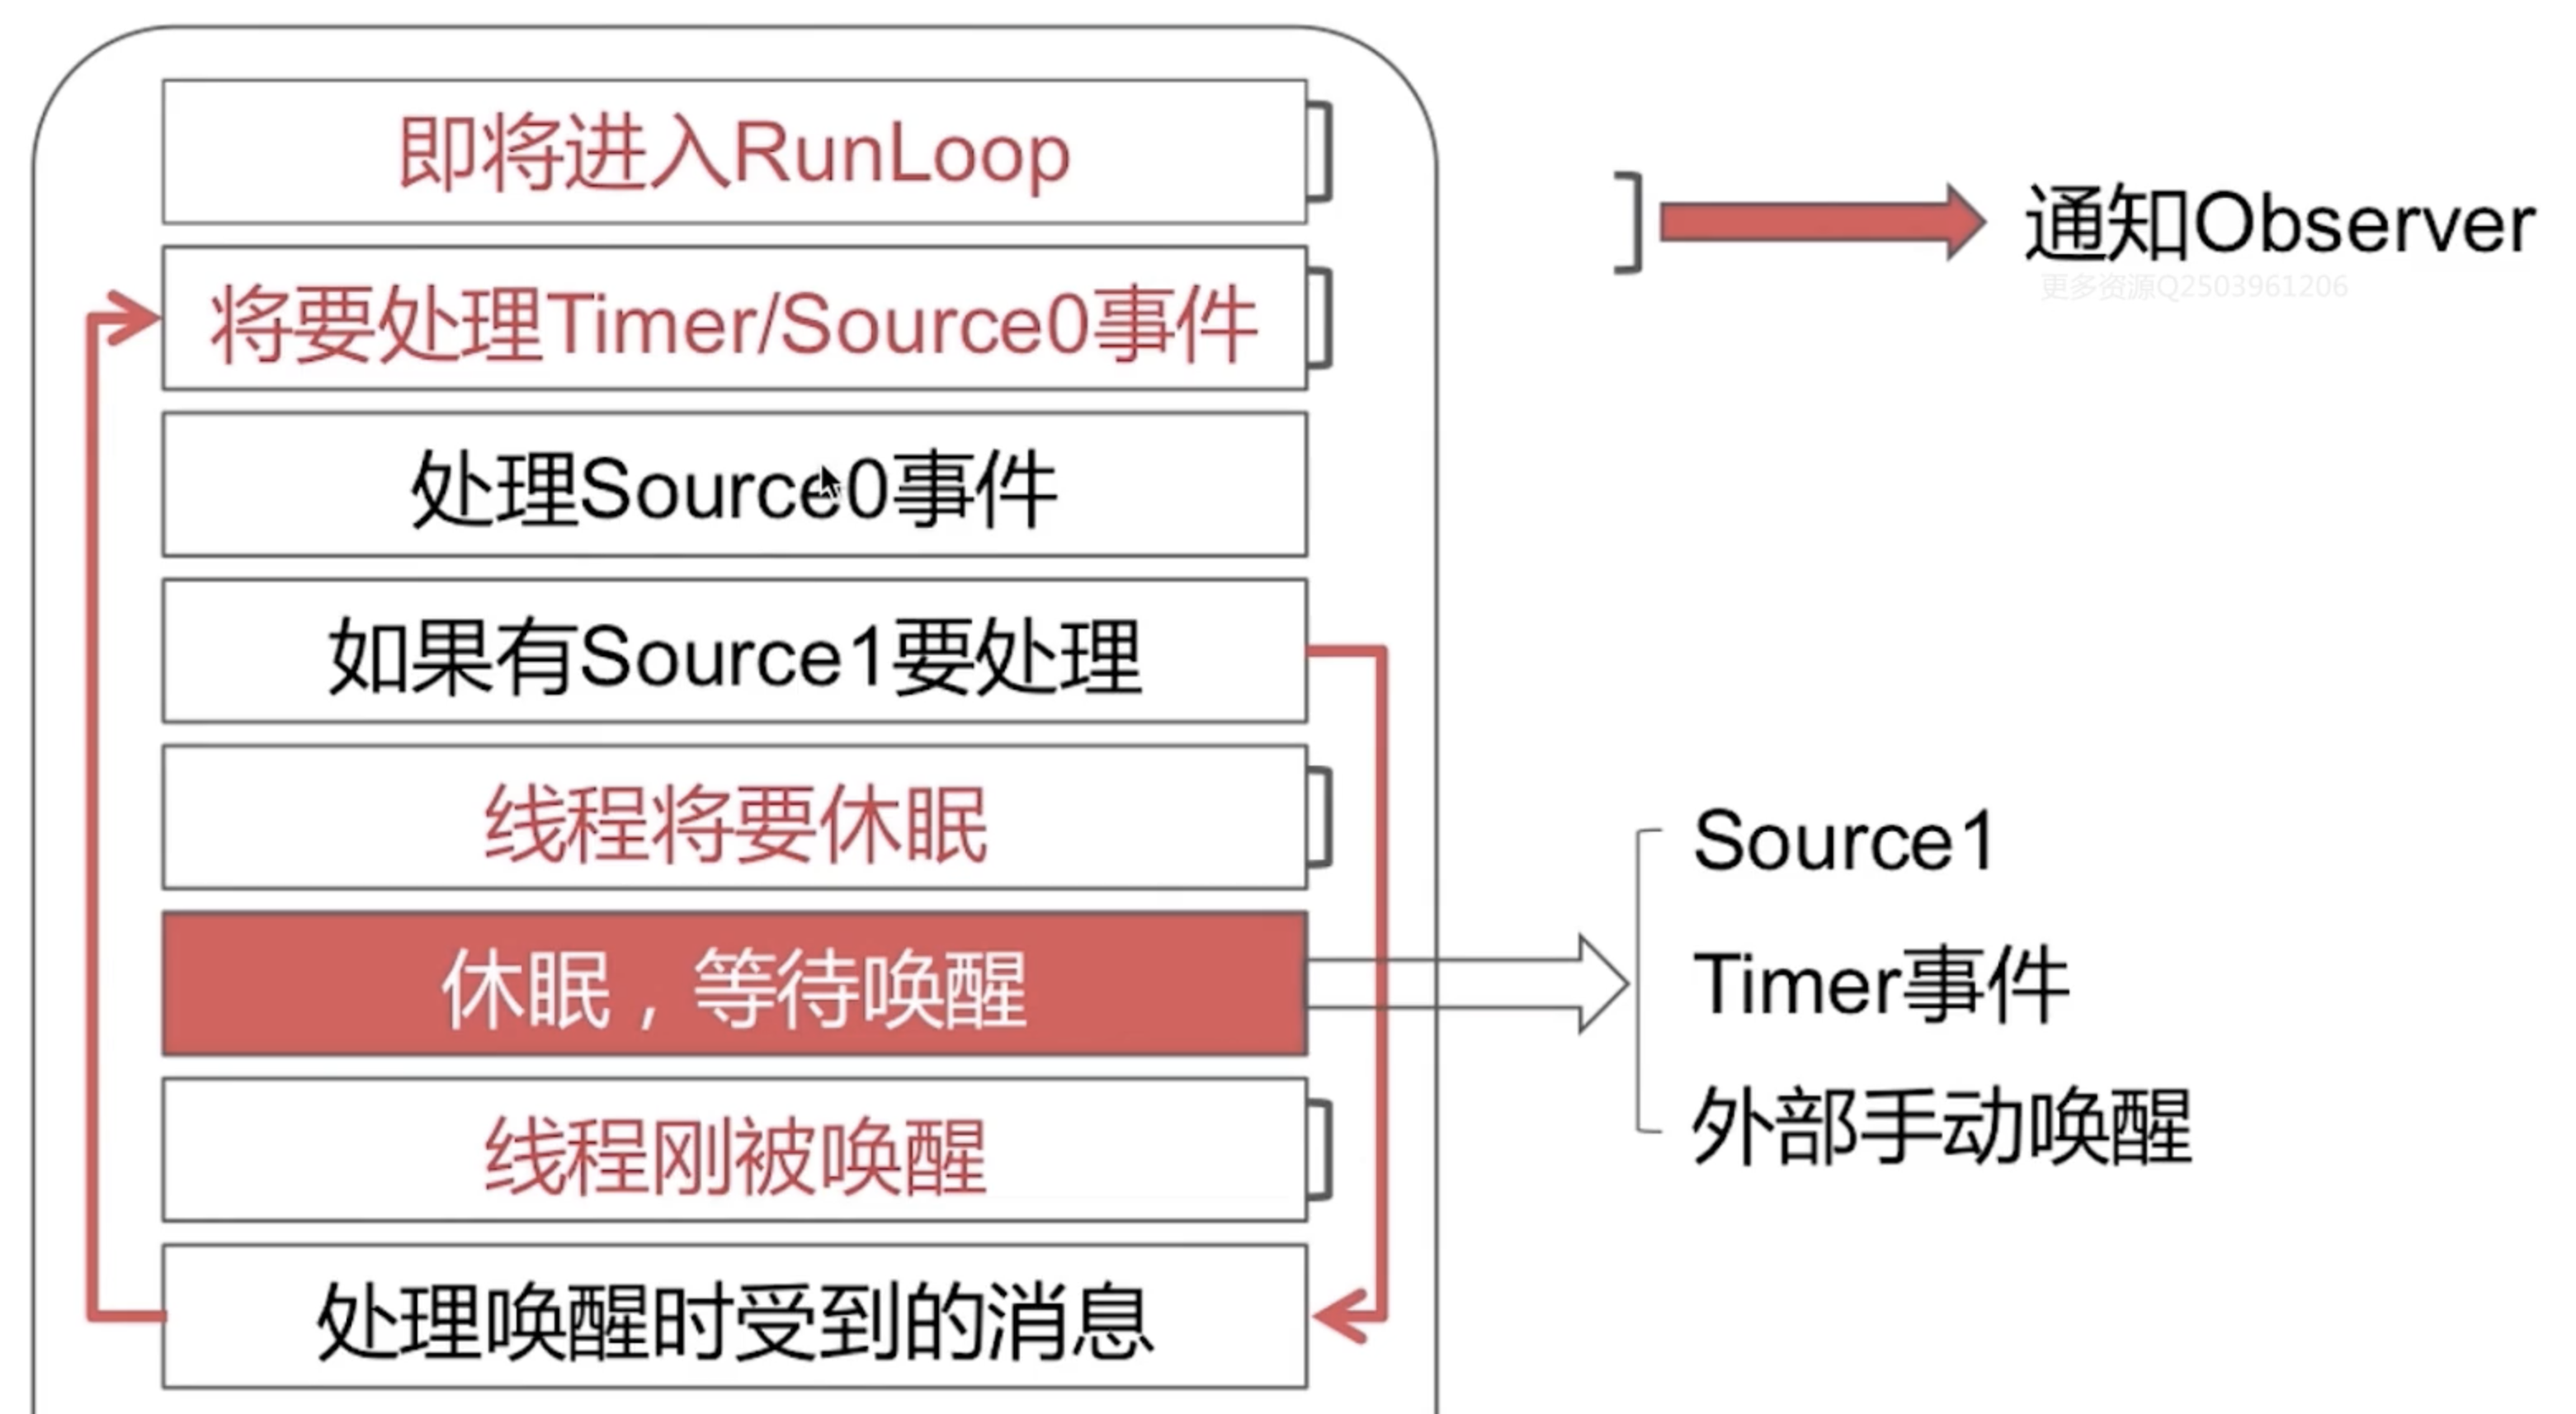 即将进入RunLoop
将要处理Timer/Source0事件
处理Source0事件
如果有Source1要处理
线程将要休眠
休眠，等待唤醒
线程刚被唤醒
处理唤醒时受到的消息
通知Observer
更多资源Q2503961206
Source1
Timer事件
外部手动唤醒